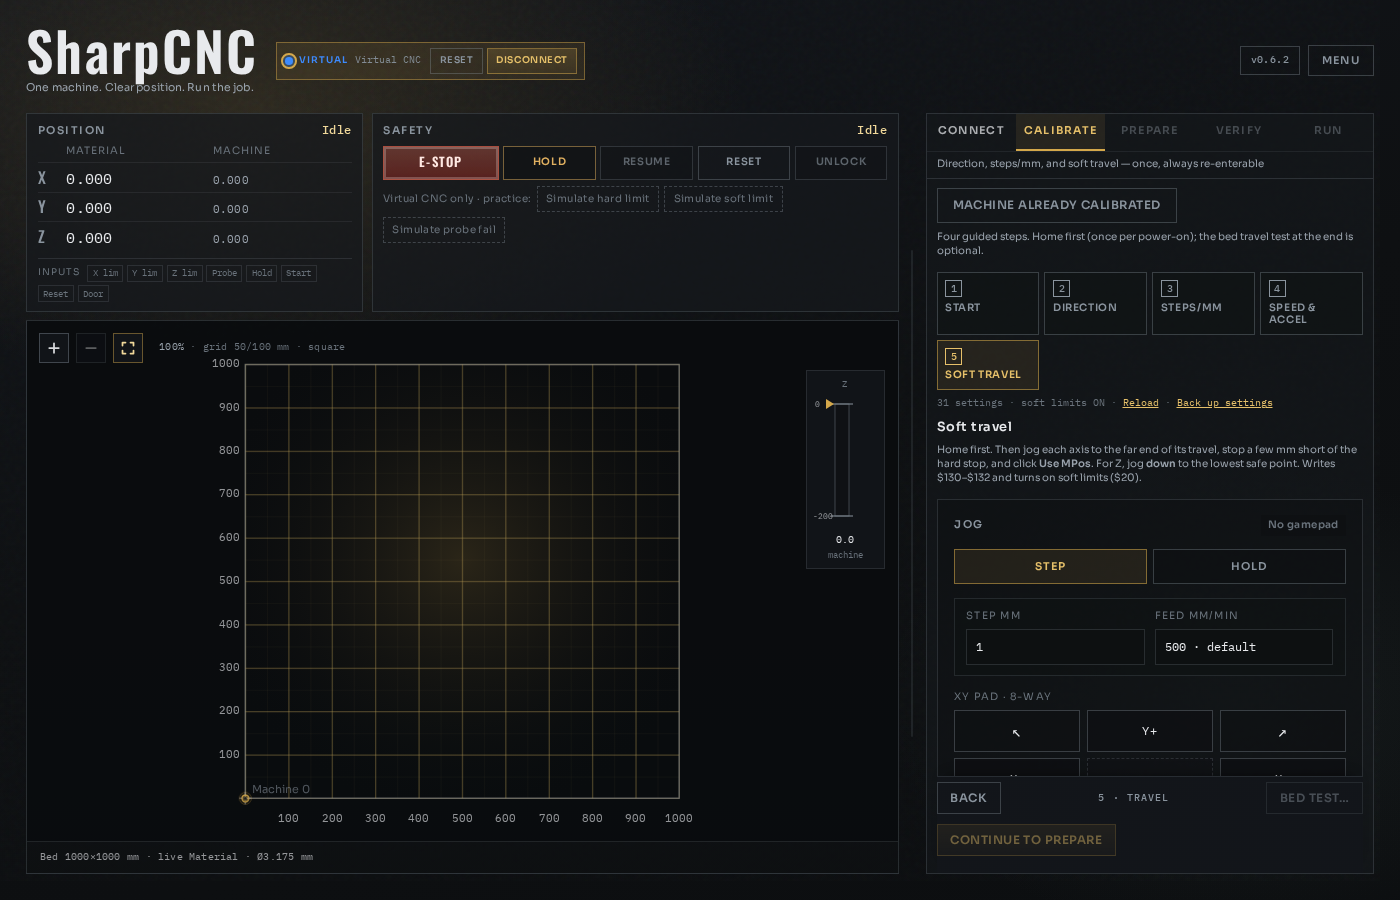 SharpCNC
One machine. Clear position. Run the job.
VIRTUAL Virtual CNC RESET DISCONNECT
v0.6.2 MENU
POSITION Idle
MATERIAL MACHINE
X 0.000 0.000
Y 0.000 0.000
Z 0.000 0.000
INPUTS X lim Y lim Z lim Probe Hold Start
Reset Door
SAFETY Idle
E-STOP HOLD RESUME RESET UNLOCK
Virtual CNC only · practice: Simulate hard limit Simulate soft limit
Simulate probe fail
+ − 100% · grid 50/100 mm · square
1000
900
800
700
600
500
400
300
200
100
Machine 0
100 200 300 400 500 600 700 800 900 1000
Z
0
-200
0.0
machine
Bed 1000×1000 mm · live Material · Ø3.175 mm
CONNECT CALIBRATE PREPARE VERIFY RUN
Direction, steps/mm, and soft travel — once, always re-enterable
MACHINE ALREADY CALIBRATED
Four guided steps. Home first (once per power-on); the bed travel test at the end is
optional.
1 START
2 DIRECTION
3 STEPS/MM
4 SPEED &
ACCEL
5 SOFT TRAVEL
31 settings · soft limits ON · Reload · Back up settings
Soft travel
Home first. Then jog each axis to the far end of its travel, stop a few mm short of the
hard stop, and click Use MPos. For Z, jog down to the lowest safe point. Writes
$130–$132 and turns on soft limits ($20).
JOG No gamepad
STEP HOLD
STEP MM FEED MM/MIN
1 500 · default
XY PAD · 8-WAY
↖ Y+ ↗
BACK 5 · TRAVEL BED TEST…
CONTINUE TO PREPARE